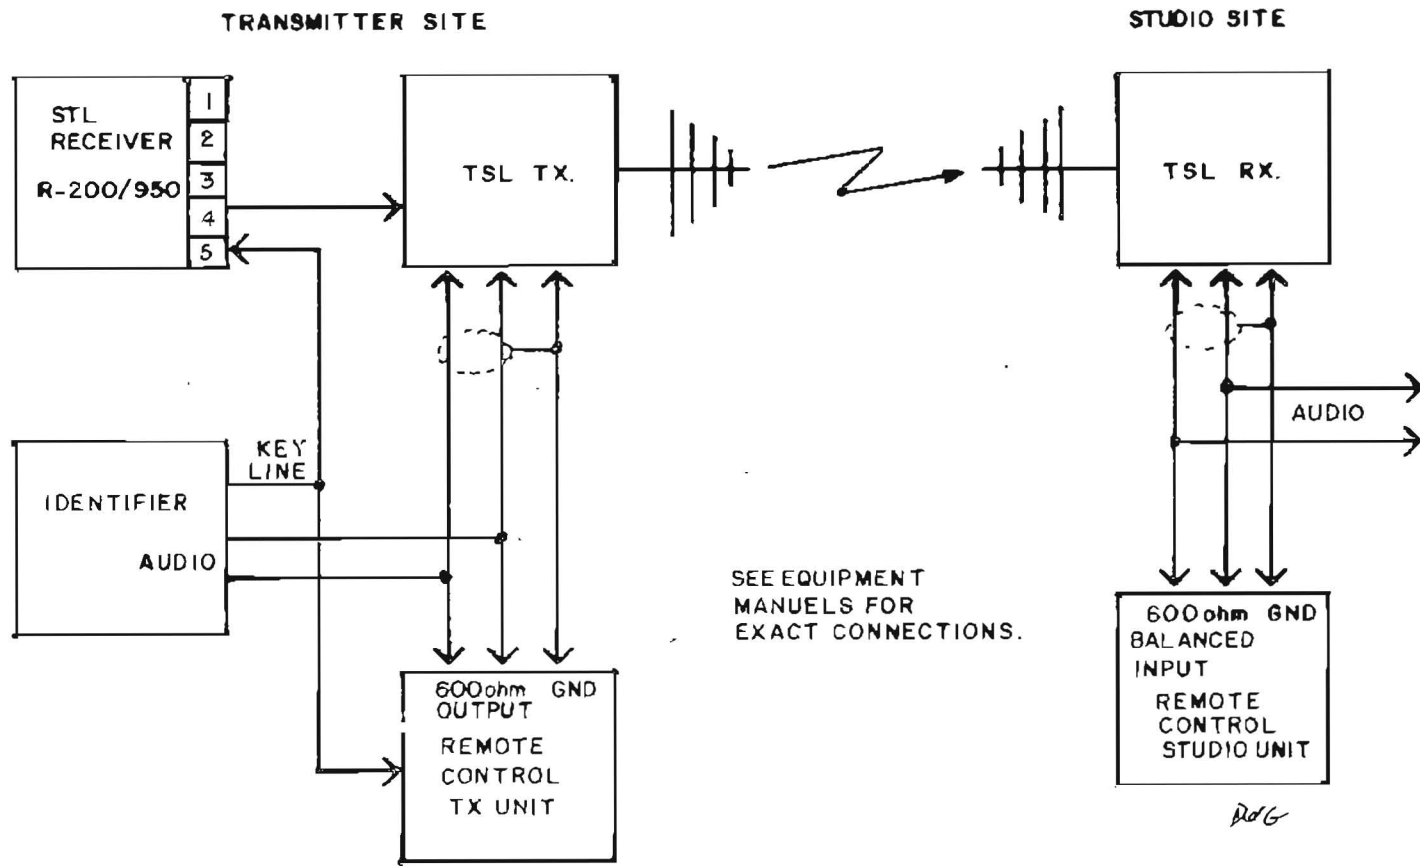 TRANSMITTER SITE
STUDIO SITE
STL
RECEIVER
R-200/950
1
2
3
4
5
TSL TX.
TSL RX.
KEY
LINE
IDENTIFIER
AUDIO
AUDIO
SEE EQUIPMENT
MANUELS FOR
EXACT CONNECTIONS.
600 ohm GND
OUTPUT
REMOTE
CONTROL
TX UNIT
600 ohm GND
BALANCED
INPUT
REMOTE
CONTROL
STUDIO UNIT